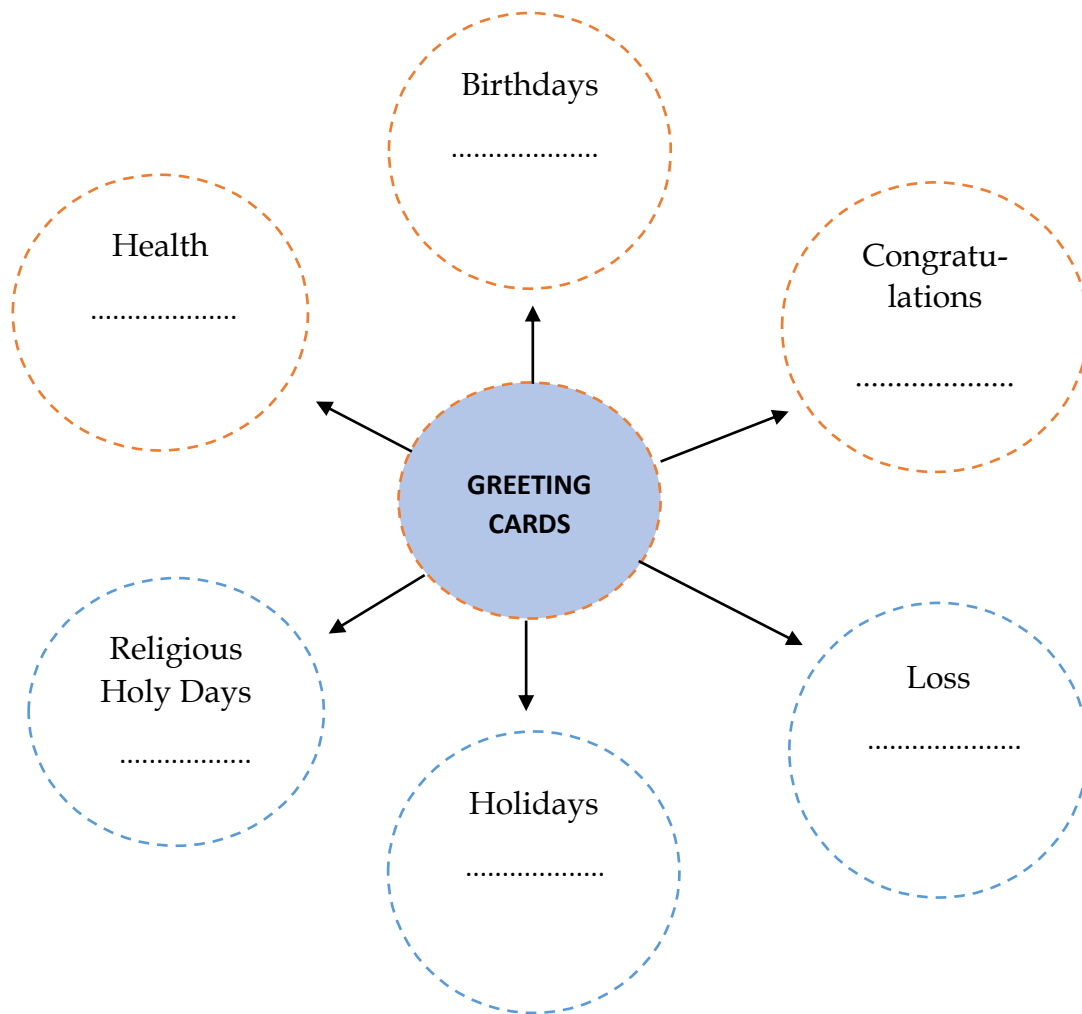 Birthdays
....................
Health
....................
Congratu-
lations
.....................
GREETING
CARDS
Religious
Holy Days
..................
Loss
.....................
Holidays
...................